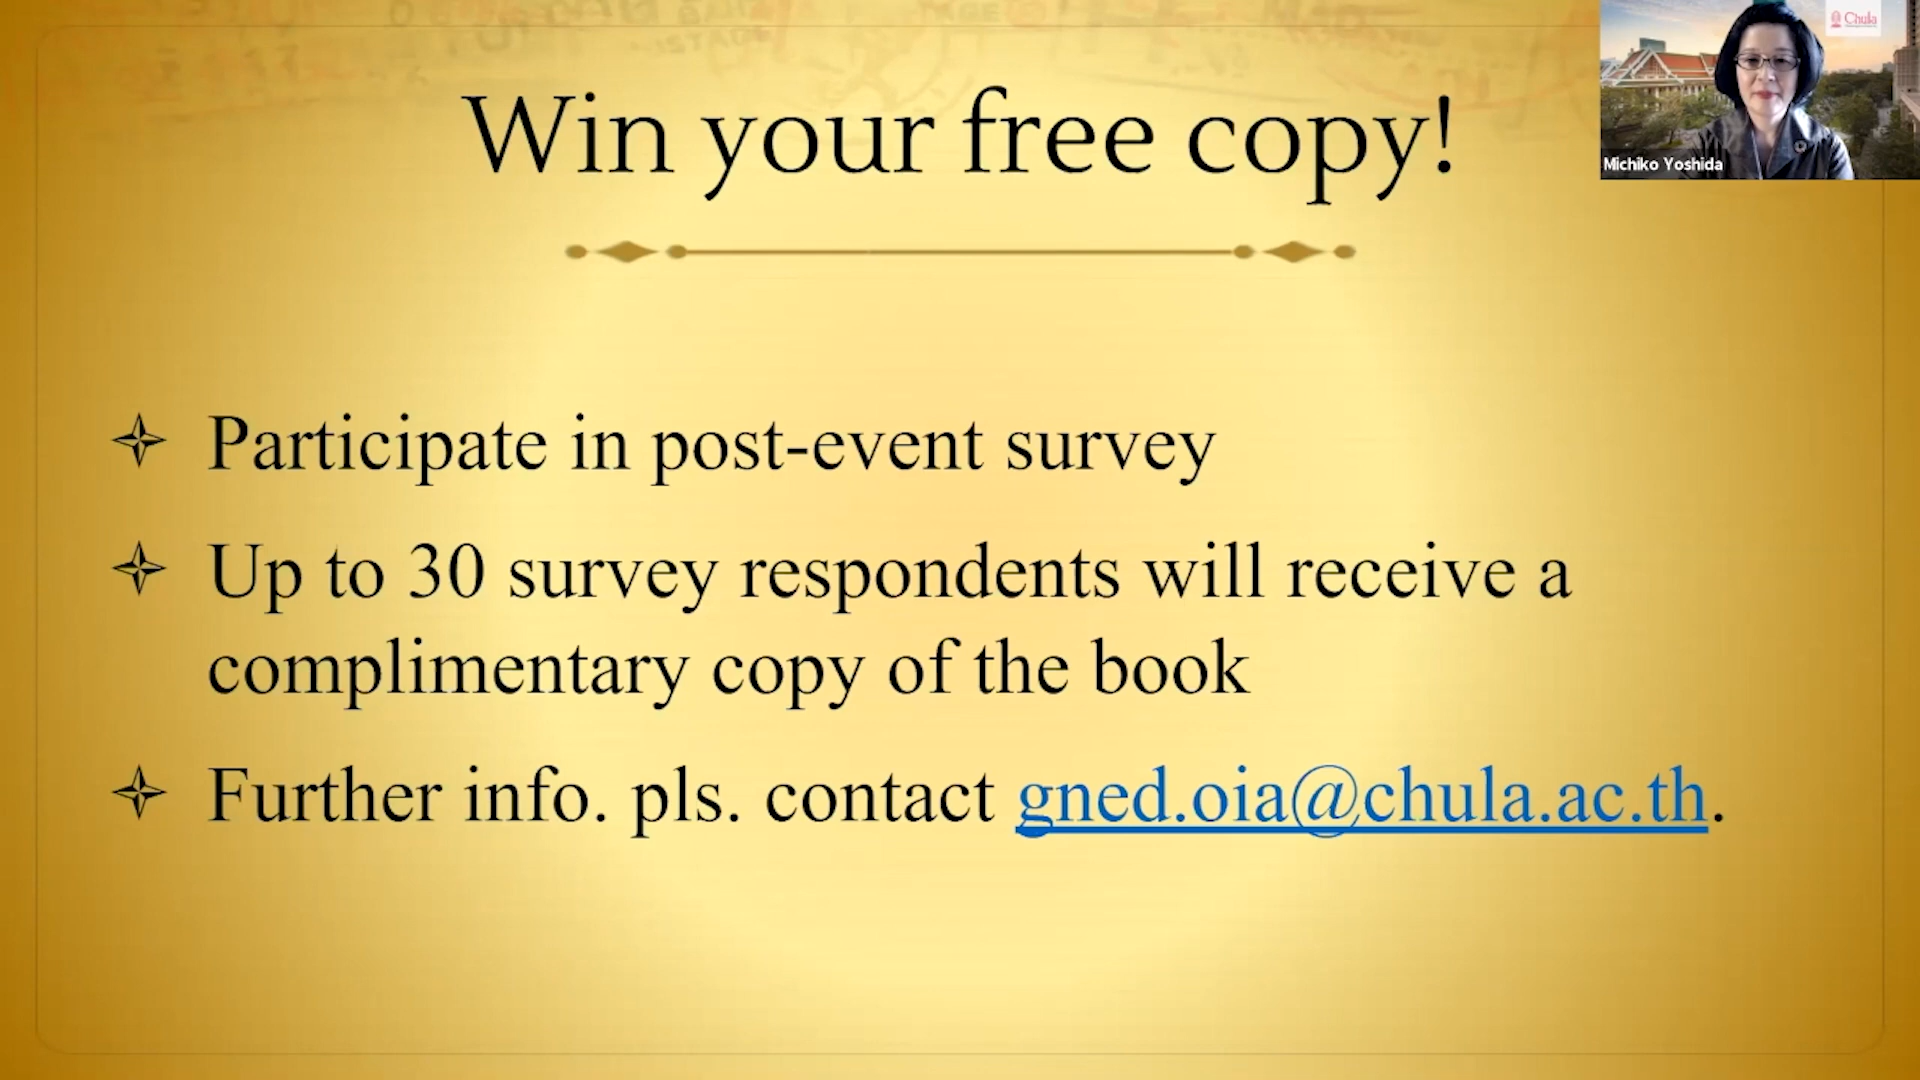 Win your free copy!
Chula
Michiko Yoshida
Participate in post-event survey
Up to 30 survey respondents will receive a
complimentary copy of the book
Further info. pls. contact gned.oia@chula.ac.th.